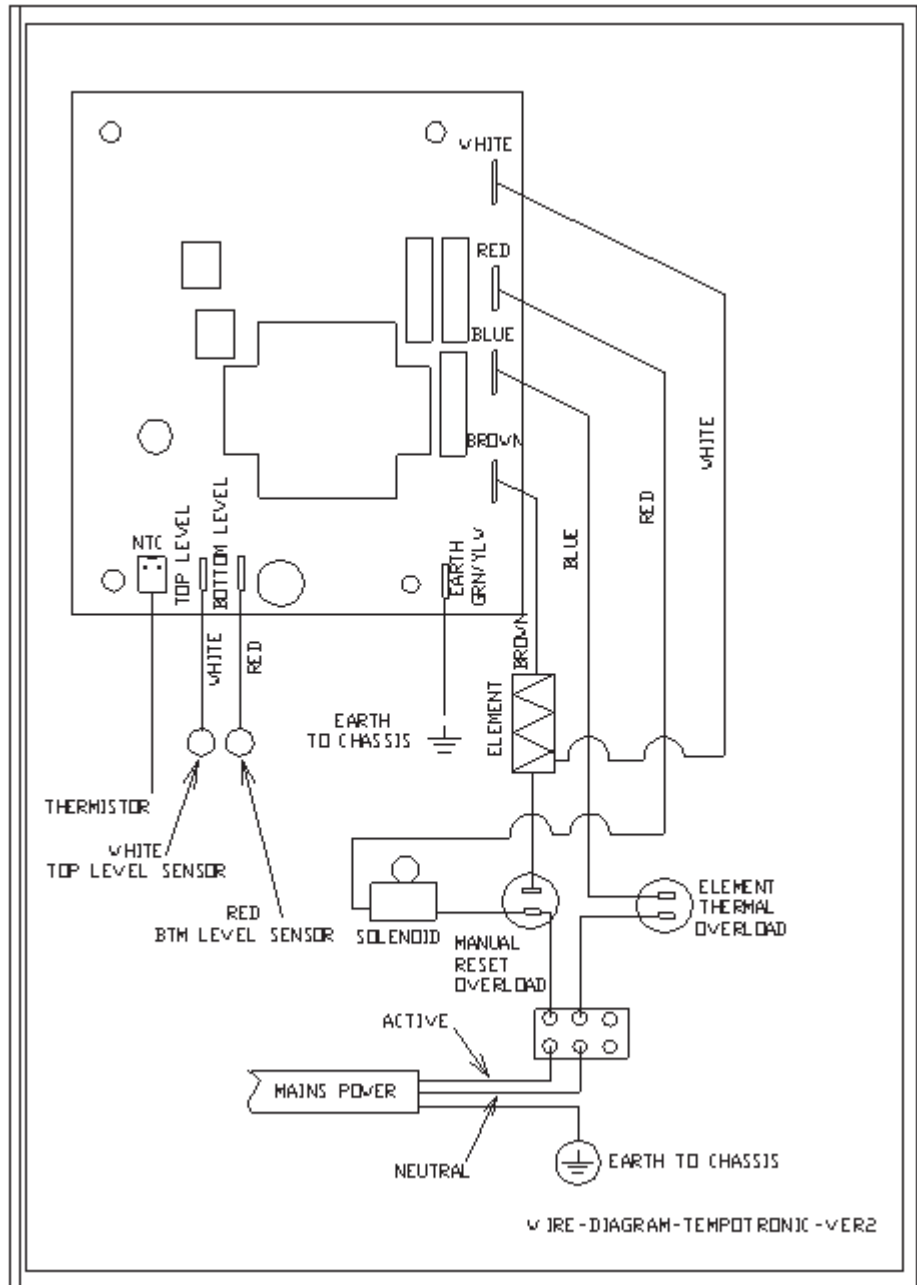 WHITE
RED
BLUE
BROWN
NTC
TOP LEVEL
BOTTOM LEVEL
EARTH
GRN/YLW
WHITE
RED
BLUE
BROWN
WHITE
RED
ELEMENT
EARTH
TO CHASSIS
THERMISTOR
WHITE
TOP LEVEL SENSOR
RED
BTM LEVEL SENSOR
SOLENOID
MANUAL
RESET
OVERLOAD
ELEMENT
THERMAL
OVERLOAD
ACTIVE
MAINS POWER
NEUTRAL
EARTH TO CHASSIS
WIRE-DIAGRAM-TEMPOTRONIC-VER2